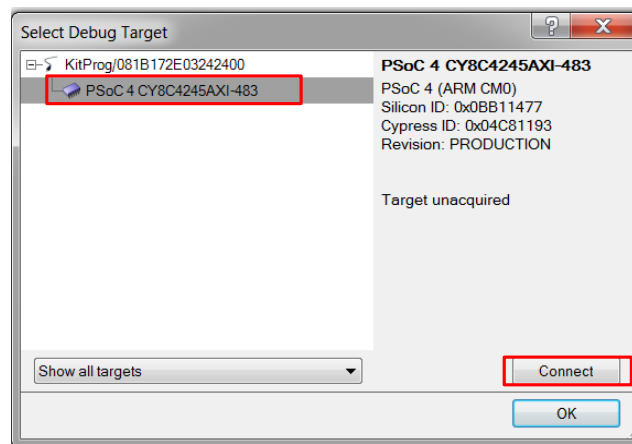 Select Debug Target
KitProg/081B172E03242400
PSoC 4 CY8C4245AXI-483
PSoC 4 CY8C4245AXI-483
PSoC 4 (ARM CM0)
Silicon ID: 0x0BB11477
Cypress ID: 0x04C81193
Revision: PRODUCTION
Target unacquired
Show all targets
Connect
OK